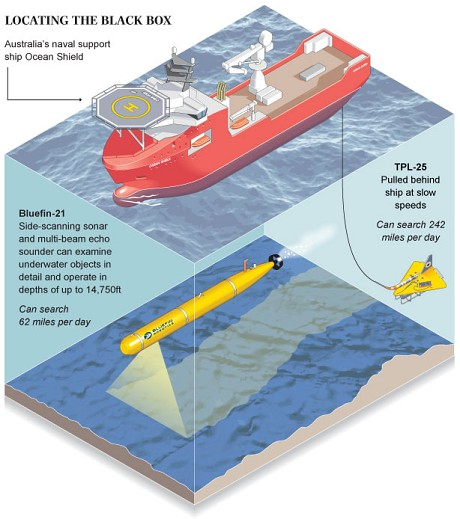 LOCATING THE BLACK BOX
Australia's naval support
ship Ocean Shield
H
TPL-25
Pulled behind
ship at slow
speeds
Can search 242
miles per day
Bluefin-21
Side-scanning sonar
and multi-beam echo
sounder can examine
underwater objects in
detail and operate in
depths of up to 14,750ft
Can search
62 miles per day
Bluefin